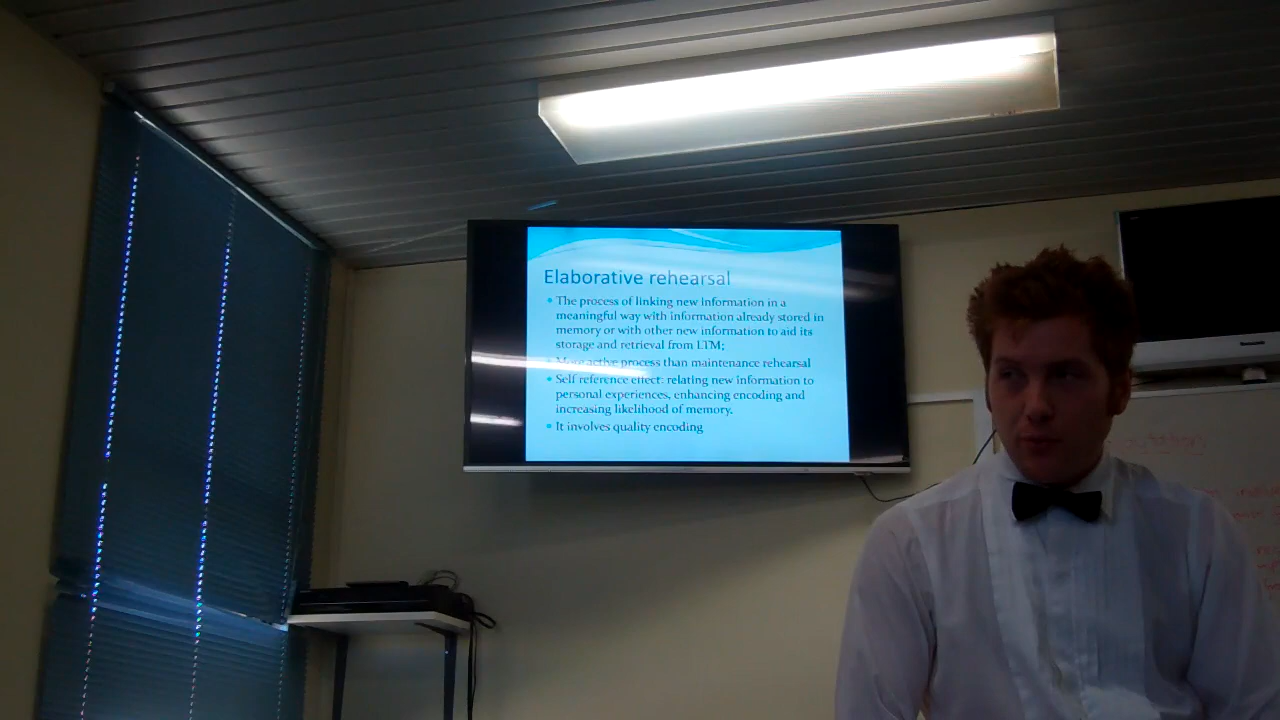 Elaborative rehearsal
• The process of linking new information in a
meaningful way with information already stored in
memory or with other new information to aid its
storage and retrieval from LTM;
• More active process than maintenance rehearsal
• Self reference effect: relating new information to
personal experiences, enhancing encoding and
increasing likelihood of memory.
• It involves quality encoding